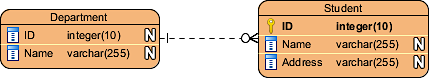 Department
ID integer(10) N
Name varchar(255) N
Student
ID integer(10)
Name varchar(255) N
Address varchar(255) N